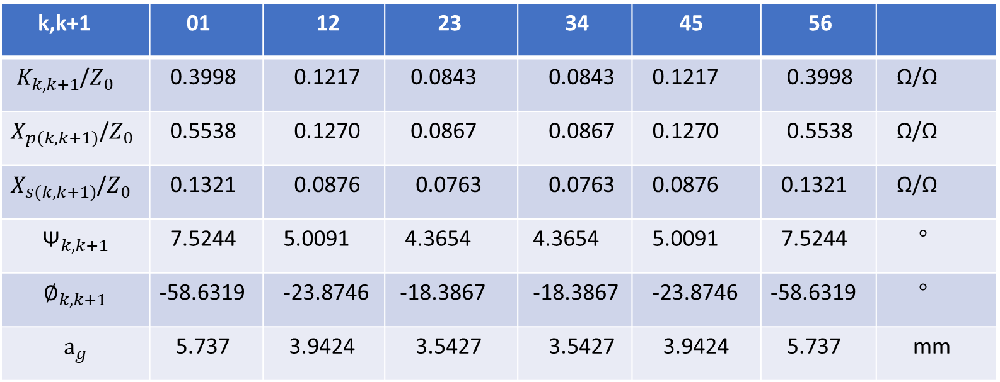 k,k+1 01 12 23 34 45 56
K_{k,k+1}/Z_0 0.3998 0.1217 0.0843 0.0843 0.1217 0.3998 Ω/Ω
X_{p(k,k+1)}/Z_0 0.5538 0.1270 0.0867 0.0867 0.1270 0.5538 Ω/Ω
X_{s(k,k+1)}/Z_0 0.1321 0.0876 0.0763 0.0763 0.0876 0.1321 Ω/Ω
Ψ_{k,k+1} 7.5244 5.0091 4.3654 4.3654 5.0091 7.5244 °
∅_{k,k+1} -58.6319 -23.8746 -18.3867 -18.3867 -23.8746 -58.6319 °
a_g 5.737 3.9424 3.5427 3.5427 3.9424 5.737 mm